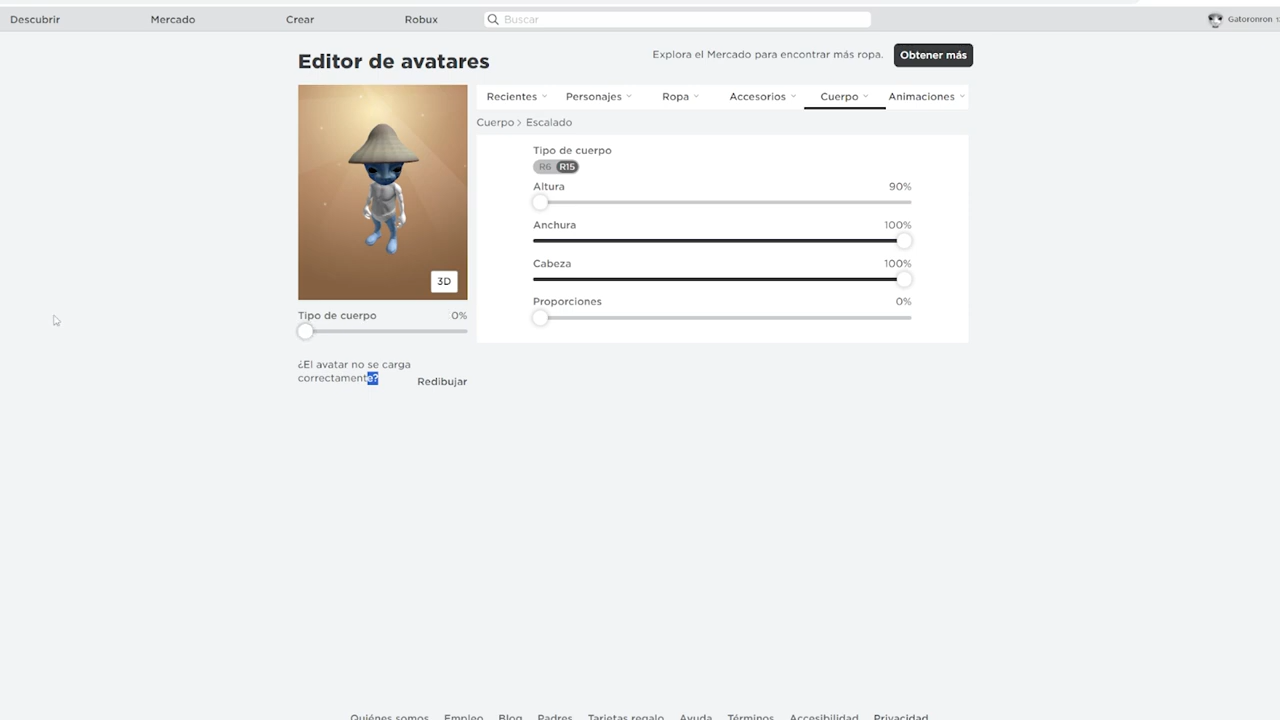 Descubrir Mercado Crear Robux Buscar Gatoronron
Editor de avatares
Explora el Mercado para encontrar más ropa. Obtener más
Recientes Personajes Ropa Accesorios Cuerpo Animaciones
Cuerpo > Escalado
Tipo de cuerpo
R6 R15
Altura 90%
Anchura 100%
Cabeza 100%
Proporciones 0%
3D
Tipo de cuerpo 0%
¿El avatar no se carga
correctamente? Redibujar
Quiénes somos Empleo Blog Padres Tarjetas regalo Ayuda Términos Accesibilidad Privacidad